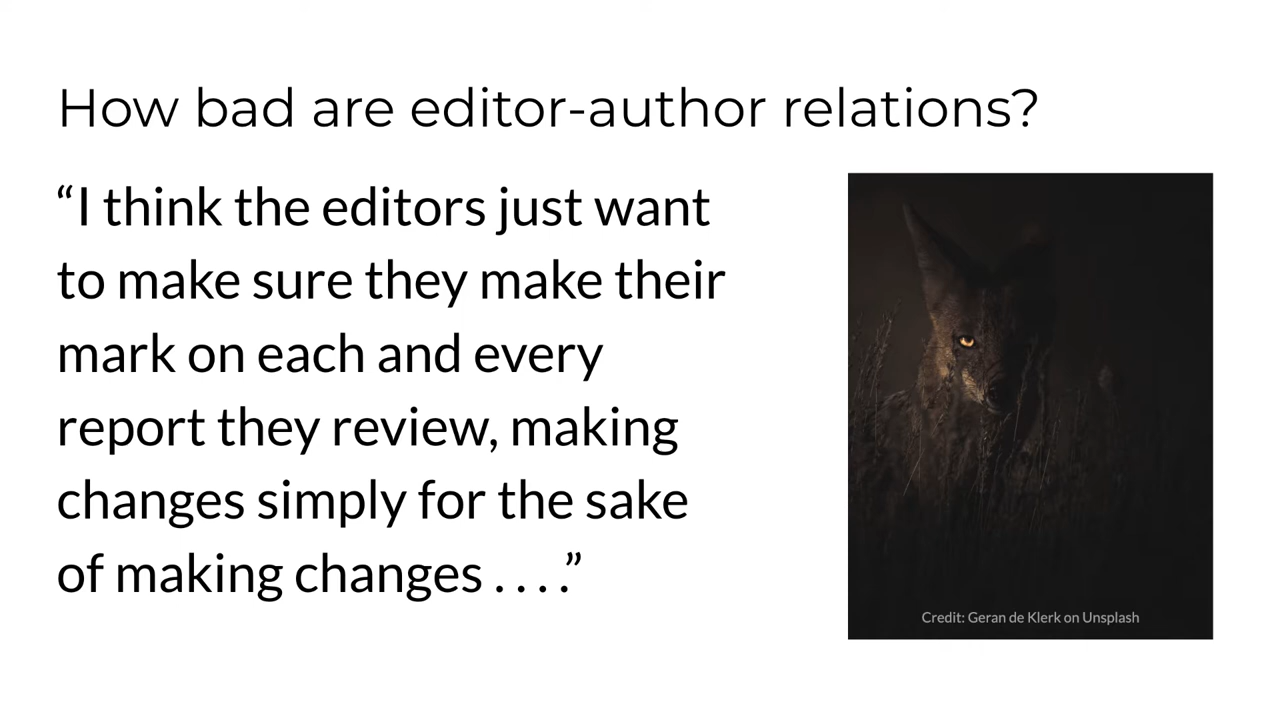 How bad are editor-author relations?
“I think the editors just want
to make sure they make their
mark on each and every
report they review, making
changes simply for the sake
of making changes . . . .”
Credit: Geran de Klerk on Unsplash